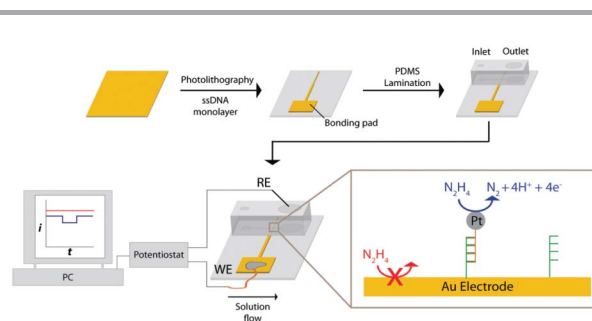 Photolithography
ssDNA
monolayer
Bonding pad
PDMS
Lamination
Inlet Outlet
i
t
PC
Potentiostat
RE
WE
Solution
flow
N₂H₄ N₂ + 4H⁺ + 4e⁻
Pt
N₂H₄
X
Au Electrode